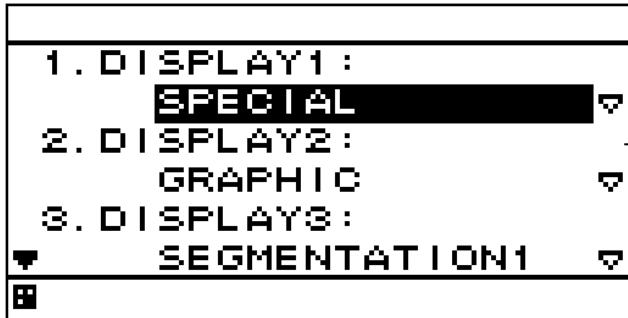 1.DISPLAY1:
SPECIAL
2.DISPLAY2:
GRAPHIC
3.DISPLAY3:
SEGMENTATION1